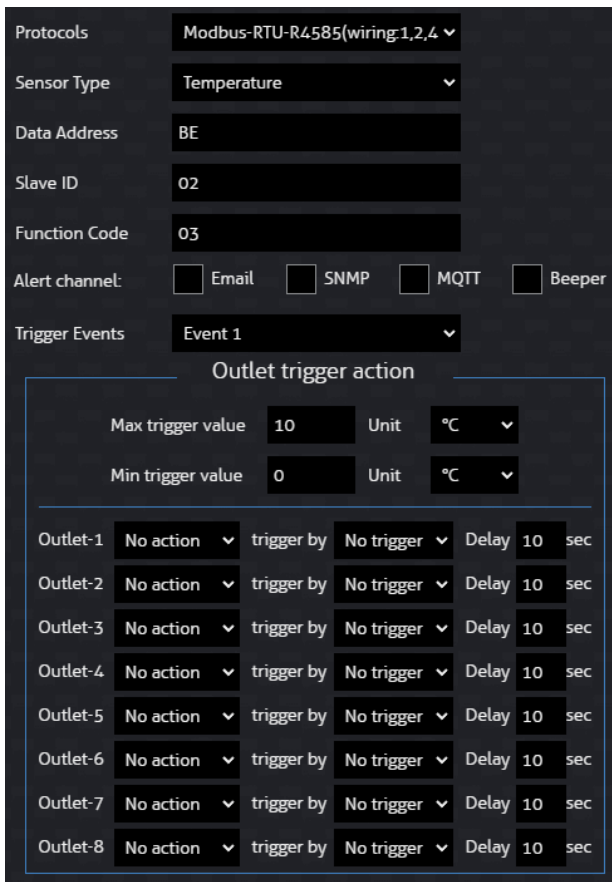 Protocols Modbus-RTU-R4585(wiring:1,2,4
Sensor Type Temperature
Data Address BE
Slave ID 02
Function Code 03
Alert channel: Email SNMP MQTT Beeper
Trigger Events Event 1
Outlet trigger action
Max trigger value 10 Unit °C
Min trigger value 0 Unit °C
Outlet-1 No action trigger by No trigger Delay 10 sec
Outlet-2 No action trigger by No trigger Delay 10 sec
Outlet-3 No action trigger by No trigger Delay 10 sec
Outlet-4 No action trigger by No trigger Delay 10 sec
Outlet-5 No action trigger by No trigger Delay 10 sec
Outlet-6 No action trigger by No trigger Delay 10 sec
Outlet-7 No action trigger by No trigger Delay 10 sec
Outlet-8 No action trigger by No trigger Delay 10 sec